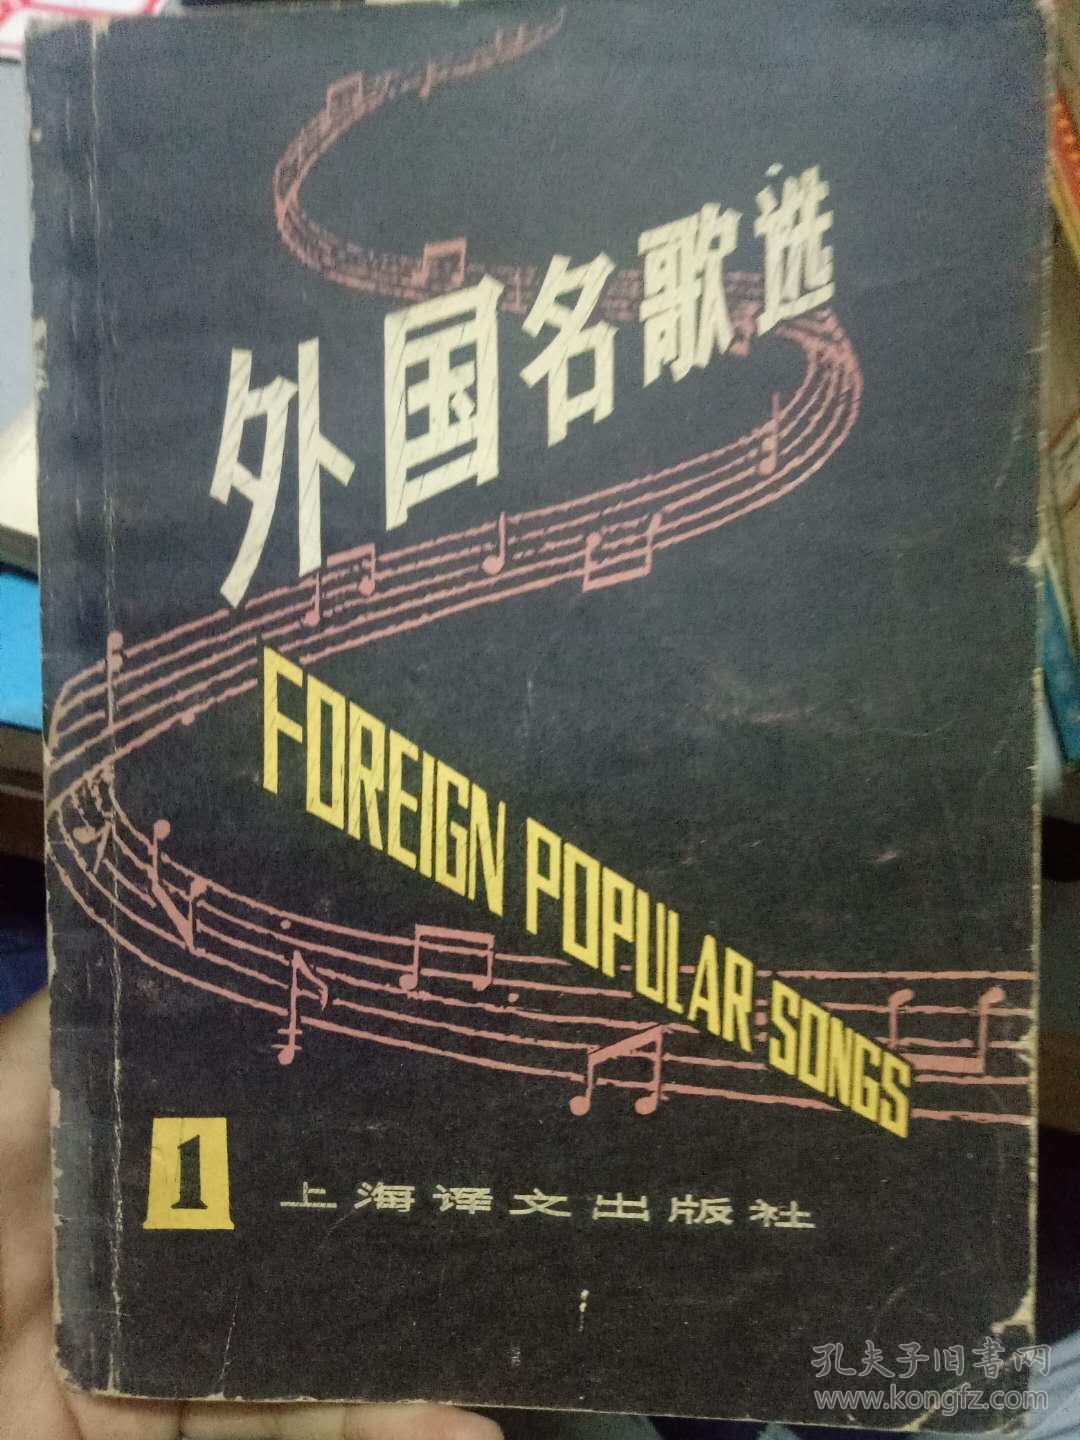 外国名歌选
FOREIGN POPULAR SONGS
1
上海译文出版社
孔夫子旧书网
www.kongfz.com